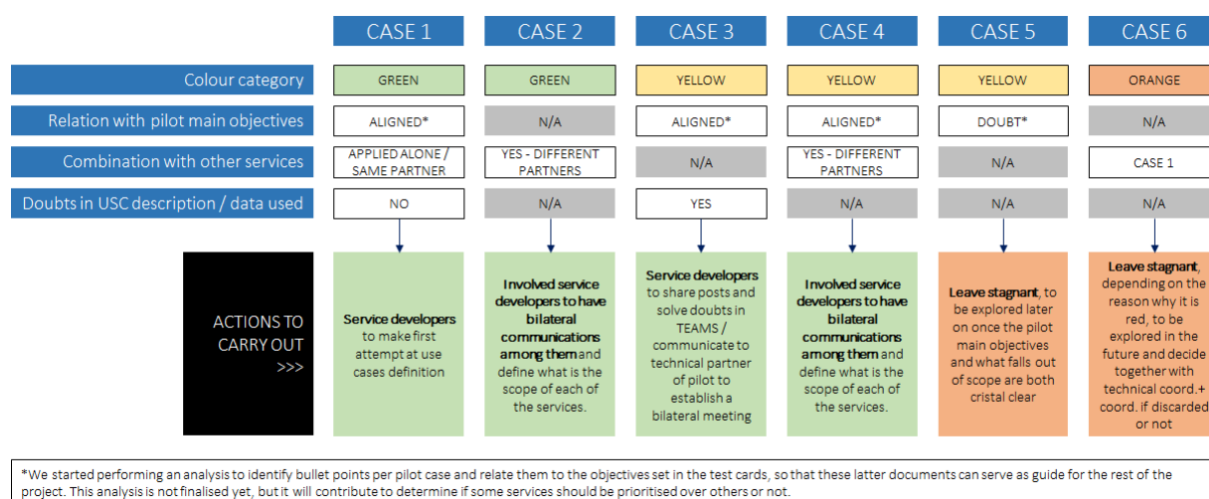 CASE 1 CASE 2 CASE 3 CASE 4 CASE 5 CASE 6
Colour category GREEN GREEN YELLOW YELLOW YELLOW ORANGE
Relation with pilot main objectives ALIGNED* N/A ALIGNED* ALIGNED* DOUBT* N/A
Combination with other services
APPLIED ALONE /
SAME PARTNER
YES - DIFFERENT
PARTNERS
N/A
YES - DIFFERENT
PARTNERS
N/A
CASE 1
Doubts in USC description / data used NO N/A YES N/A N/A N/A
ACTIONS TO
CARRY OUT
>>>
Service developers
to make first
attempt at use
cases definition
Involved service
developers to have
bilateral
communications
among them and
define what is the
scope of each of
the services.
Service developers
to share posts and
solve doubts in
TEAMS /
communicate to
technical partner
of pilot to
establish a
bilateral meeting
Involved service
developers to have
bilateral
communications
among them and
define what is the
scope of each of
the services.
Leave stagnant, to
be explored later
on once the pilot
main objectives
and what falls out
of scope are both
cristal clear
Leave stagnant,
depending on the
reason why it is
red, to be
explored in the
future and decide
together with
technical coord.+
coord. if discarded
or not
*We started performing an analysis to identify bullet points per pilot case and relate them to the objectives set in the test cards, so that these latter documents can serve as guide for the rest of the
project. This analysis is not finalised yet, but it will contribute to determine if some services should be prioritised over others or not.